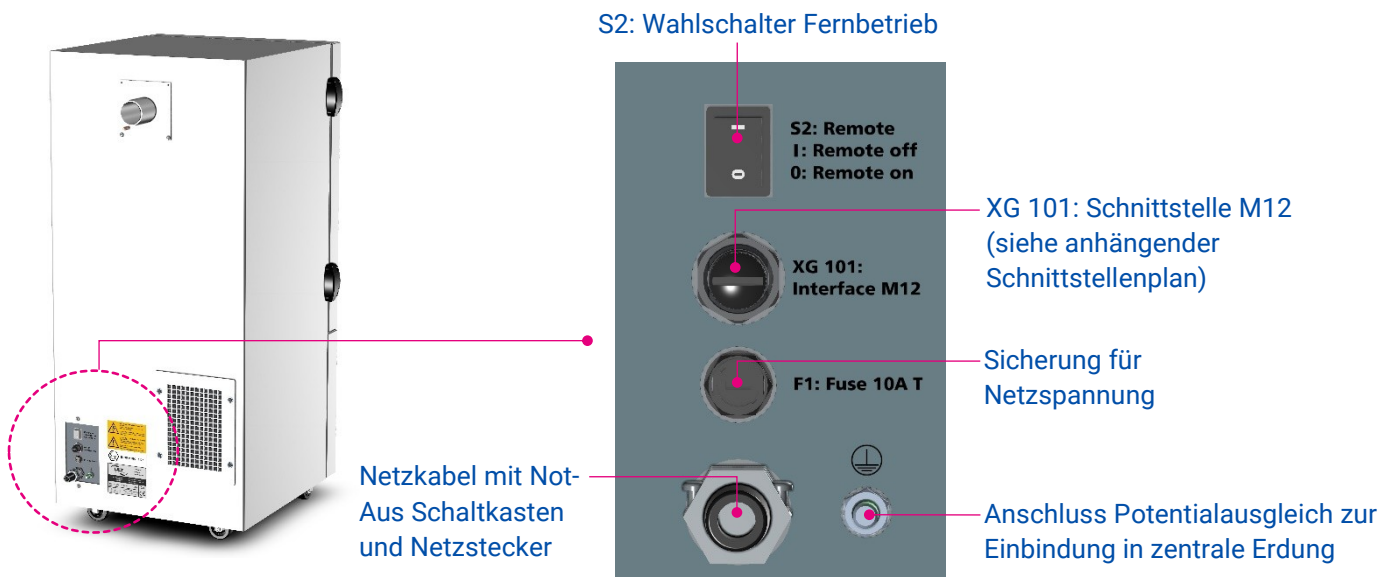 S2: Wahlschalter Fernbetrieb
S2: Remote
I: Remote off
0: Remote on
XG 101: Schnittstelle M12
(siehe anhängender
Schnittstellenplan)
XG 101:
Interface M12
Sicherung für
Netzspannung
F1: Fuse 10A T
Netzkabel mit Not-
Aus Schaltkasten
und Netzstecker
Anschluss Potentialausgleich zur
Einbindung in zentrale Erdung